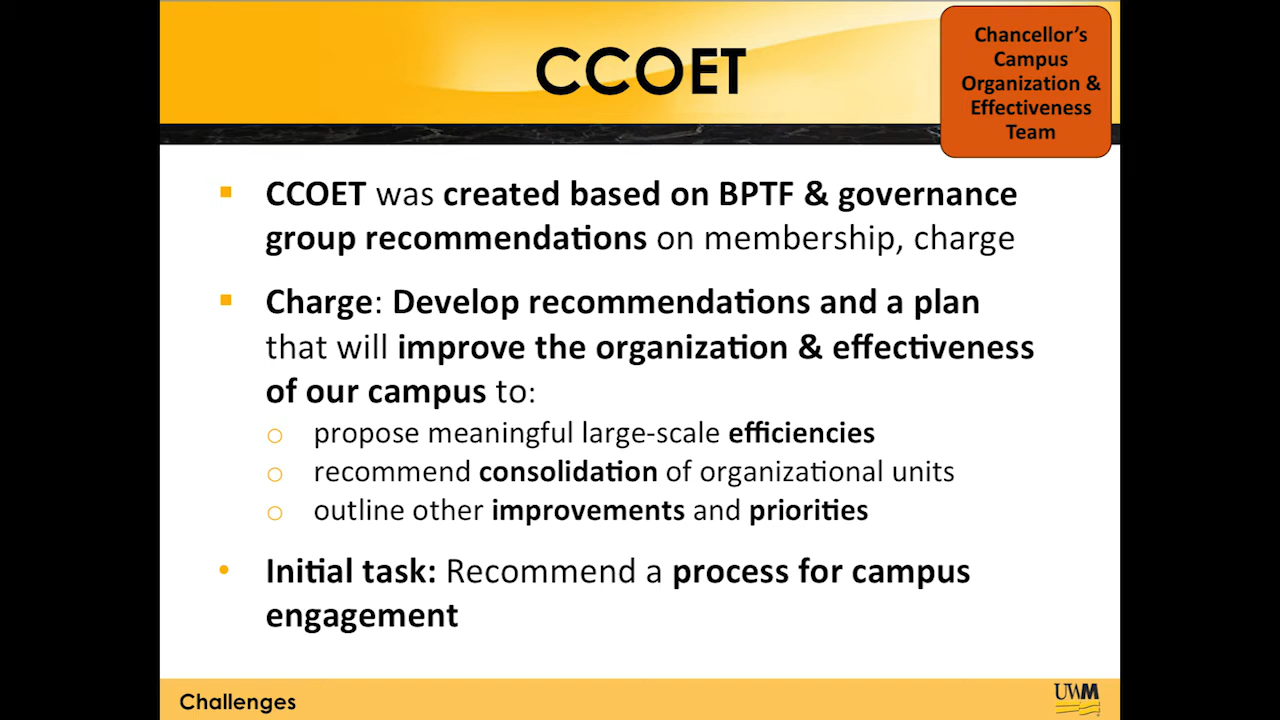 CCOET
Chancellor's
Campus
Organization &
Effectiveness
Team
▪ CCOET was created based on BPTF & governance
group recommendations on membership, charge
▪ Charge: Develop recommendations and a plan
that will improve the organization & effectiveness
of our campus to:
o propose meaningful large-scale efficiencies
o recommend consolidation of organizational units
o outline other improvements and priorities
• Initial task: Recommend a process for campus
engagement
Challenges
UWM